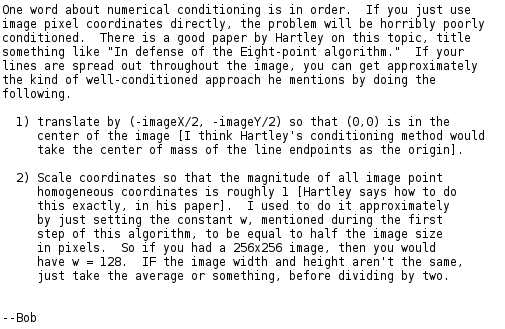 One word about numerical conditioning is in order.  If you just use
image pixel coordinates directly, the problem will be horribly poorly
conditioned.  There is a good paper by Hartley on this topic, title
something like "In defense of the Eight-point algorithm."  If your
lines are spread out throughout the image, you can get approximately
the kind of well-conditioned approach he mentions by doing the
following.

1) translate by (-imageX/2, -imageY/2) so that (0,0) is in the
center of the image [I think Hartley's conditioning method would
take the center of mass of the line endpoints as the origin].

2) Scale coordinates so that the magnitude of all image point
homogeneous coordinates is roughly 1 [Hartley says how to do
this exactly, in his paper].  I used to do it approximately
by just setting the constant w, mentioned during the first
step of this algorithm, to be equal to half the image size
in pixels.  So if you had a 256x256 image, then you would
have w = 128.  IF the image width and height aren't the same,
just take the average or something, before dividing by two.

--Bob